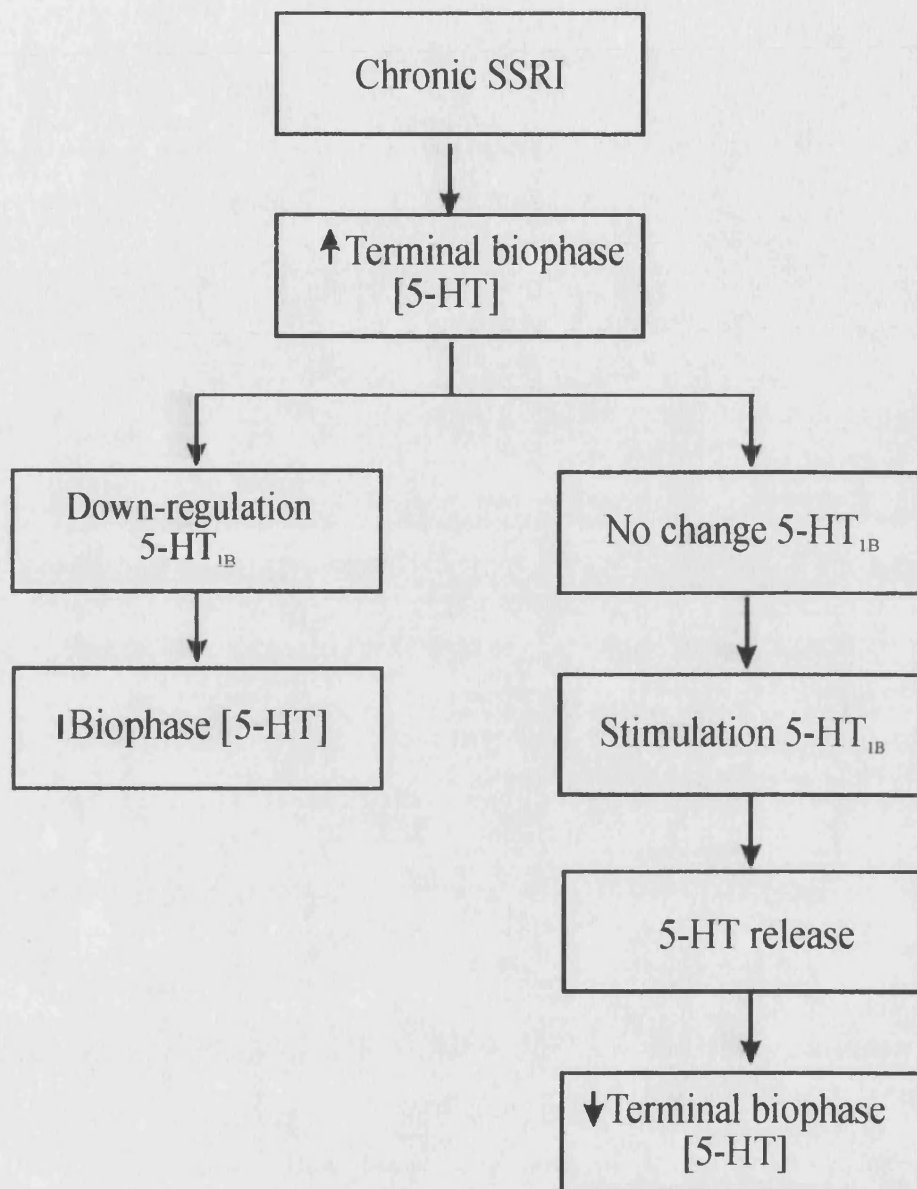 Chronic SSRI
↑Terminal biophase
[5-HT]
Down-regulation
5-HT1B
No change 5-HT1B
Biophase [5-HT]
Stimulation 5-HT1B
5-HT release
↓Terminal biophase
[5-HT]